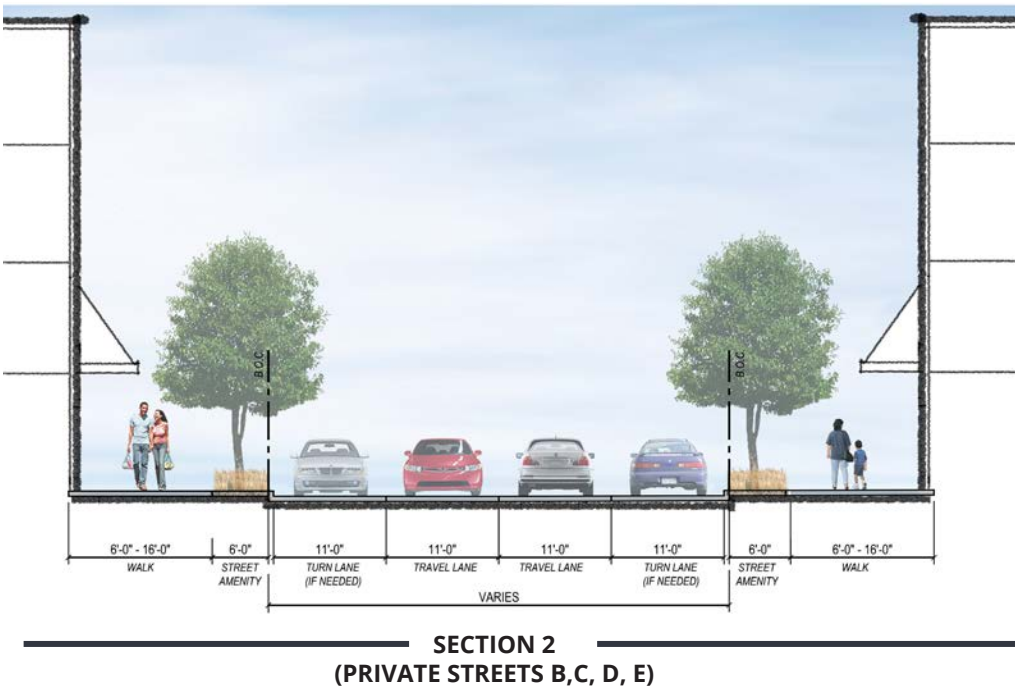 B.O.C.
B.O.C.
6'-0" - 16'-0" 6'-0" 11'-0" 11'-0" 11'-0" 11'-0" 6'-0" 6'-0" - 16'-0"
WALK STREET TURN LANE TRAVEL LANE TRAVEL LANE TURN LANE STREET WALK
AMENITY (IF NEEDED) (IF NEEDED) AMENITY
VARIES
SECTION 2
(PRIVATE STREETS B,C, D, E)